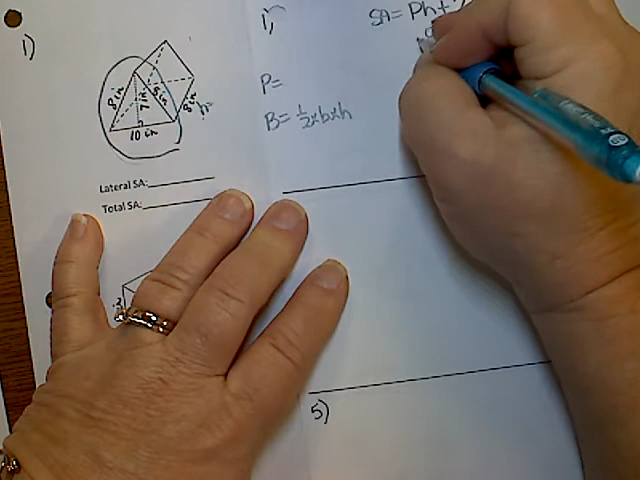 1)
1,
SA = Ph +
P =
B = 1/2 x b x h
8 in
7 in
8 in
8 in
h=
10 in
Lateral SA:
Total SA:
5)